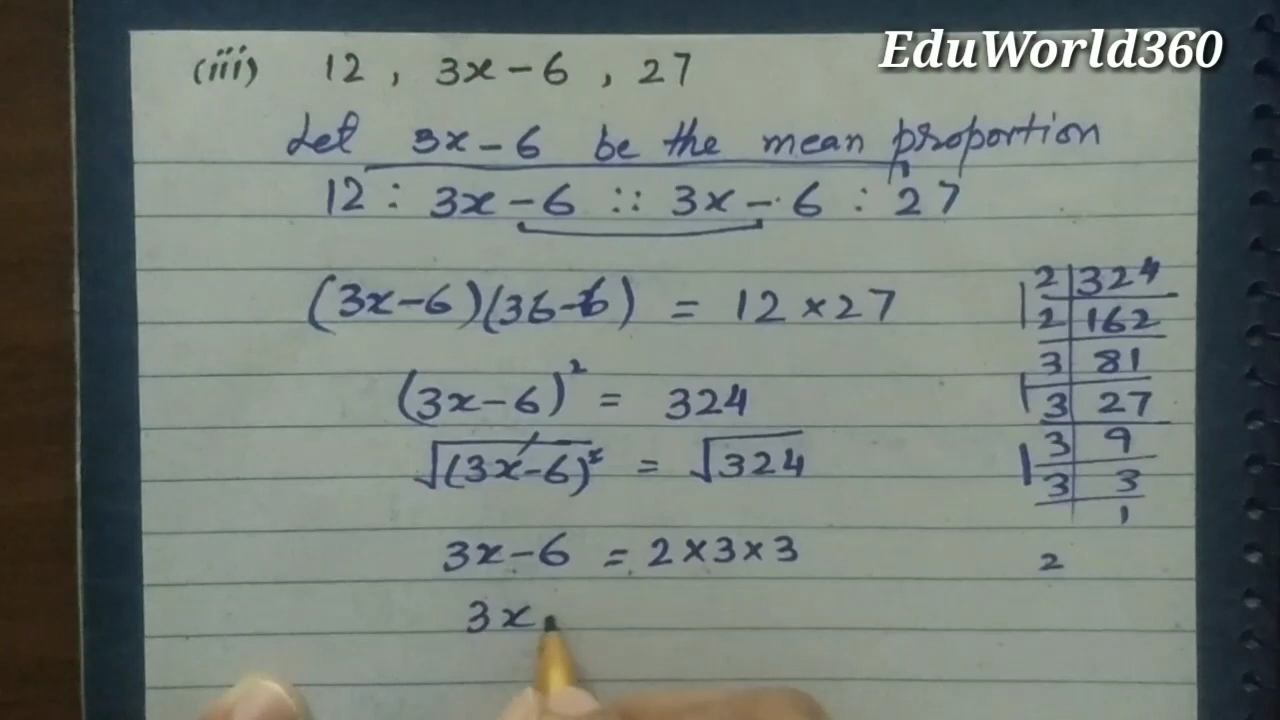 EduWorld360
(iii) 12 , 3x - 6 , 27
Let 3x - 6 be the mean proportion
12 : 3x - 6 :: 3x - 6 : 27
(3x - 6)(36 - 6) = 12 × 27
(3x - 6)² = 324
√(3x - 6)² = √324
3x - 6 = 2 × 3 × 3
3x
2 | 324
2 | 162
3 | 81
3 | 27
3 | 9
3 | 3
1
2